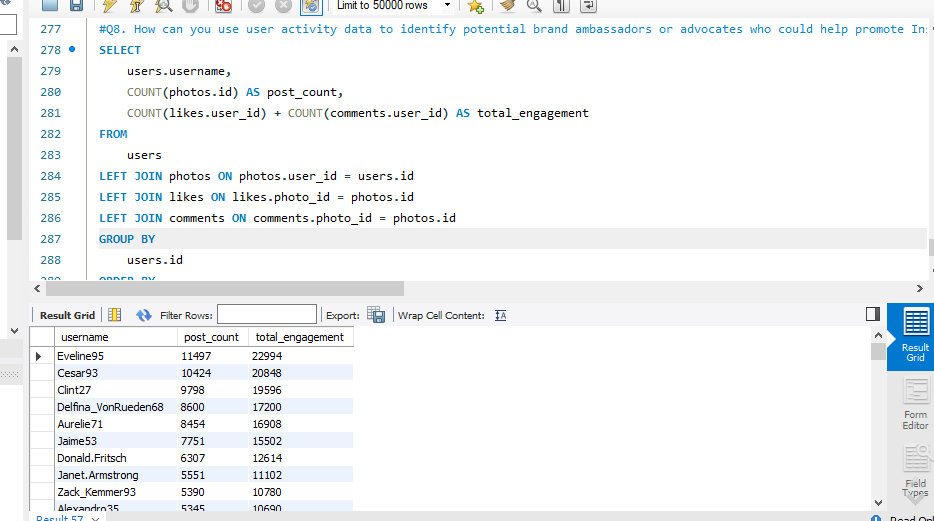 Limit to 50000 rows
277 #Q8. How can you use user activity data to identify potential brand ambassadors or advocates who could help promote Ins
278 SELECT
279 users.username,
280 COUNT(photos.id) AS post_count,
281 COUNT(likes.user_id) + COUNT(comments.user_id) AS total_engagement
282 FROM
283 users
284 LEFT JOIN photos ON photos.user_id = users.id
285 LEFT JOIN likes ON likes.photo_id = photos.id
286 LEFT JOIN comments ON comments.photo_id = photos.id
287 GROUP BY
288 users.id
289 ORDER BY
Result Grid Filter Rows: Export: Wrap Cell Content:
username post_count total_engagement
Eveline95 11497 22994
Cesar93 10424 20848
Clint27 9798 19596
Delfina_VonRueden68 8600 17200
Aurelie71 8454 16908
Jaime53 7751 15502
Donald.Fritsch 6307 12614
Janet.Armstrong 5551 11102
Zack_Kemmer93 5390 10780
Alexandro35 5345 10690
Result
Grid
Form
Editor
Field
Types
Result 57
Read Onl